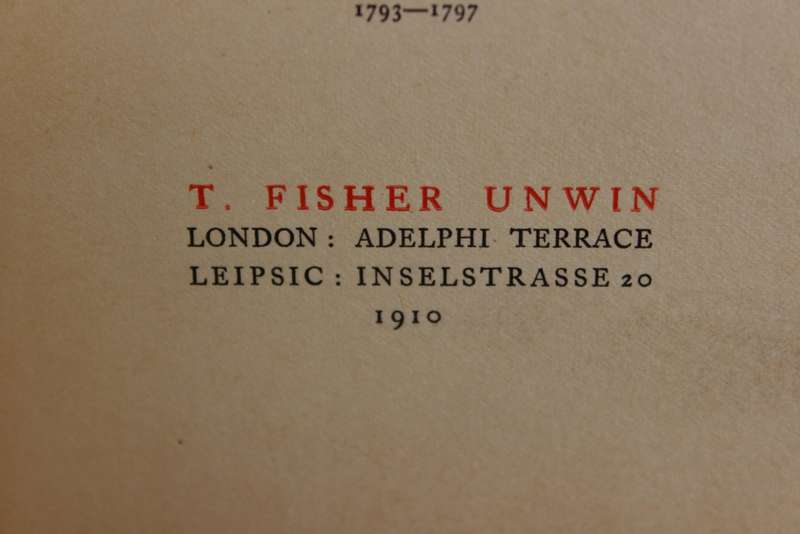 1793—1797
T. FISHER UNWIN
LONDON: ADELPHI TERRACE
LEIPSIC: INSELSTRASSE 20
1910